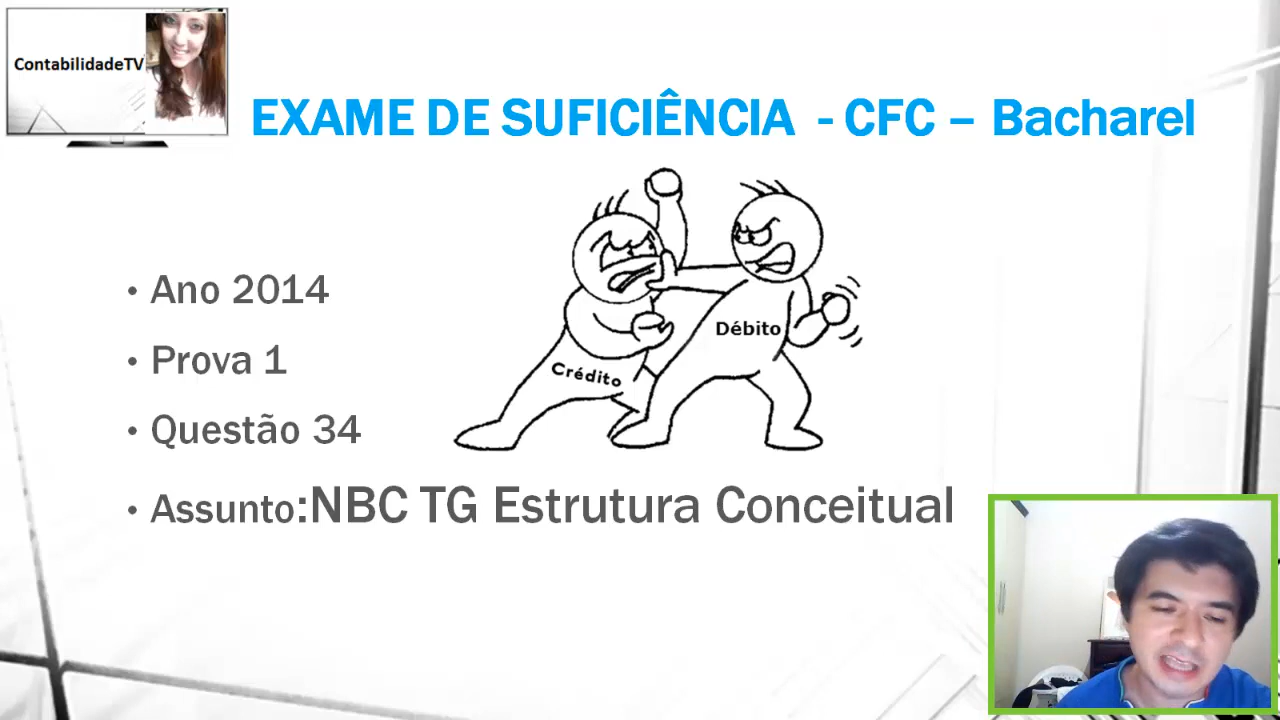 ContabilidadeTV
EXAME DE SUFICIÊNCIA - CFC – Bacharel
• Ano 2014
• Prova 1
• Questão 34
• Assunto:NBC TG Estrutura Conceitual
Crédito
Débito